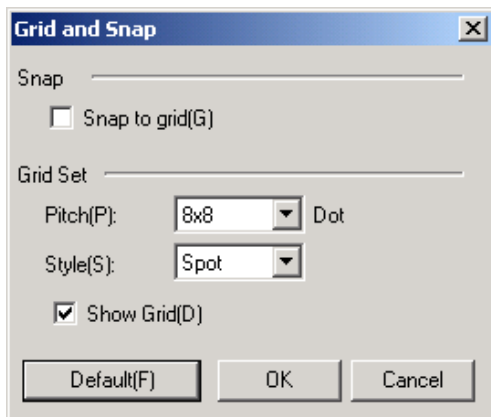 Grid and Snap
Snap
Snap to grid(G)
Grid Set
Pitch(P): 8x8 Dot
Style(S): Spot
Show Grid(D)
Default(F) OK Cancel